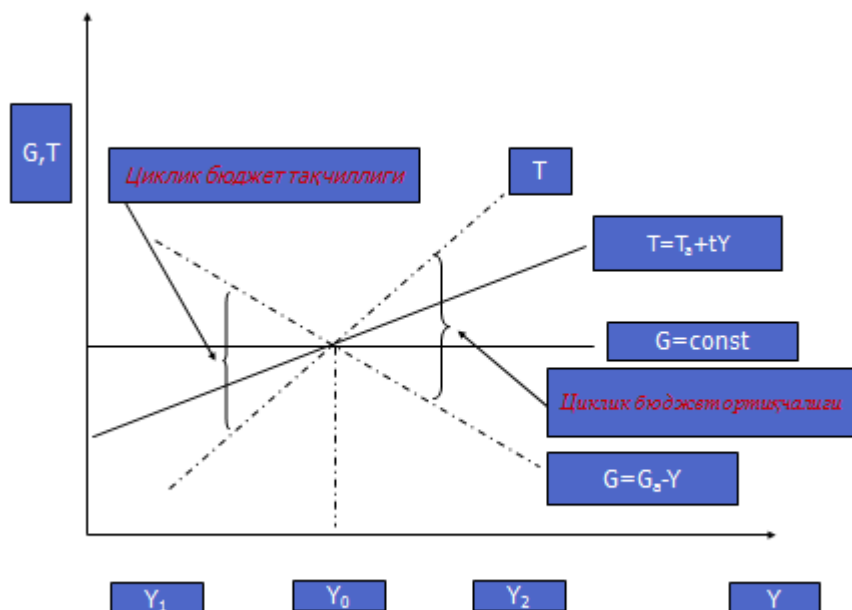 G,T
Циклик бюджет тақчиллиги
T
T=Tₐ+tY
G=const
Циклик бюджет ортиқчалиги
G=Gₐ-Y
Y₁
Y₀
Y₂
Y